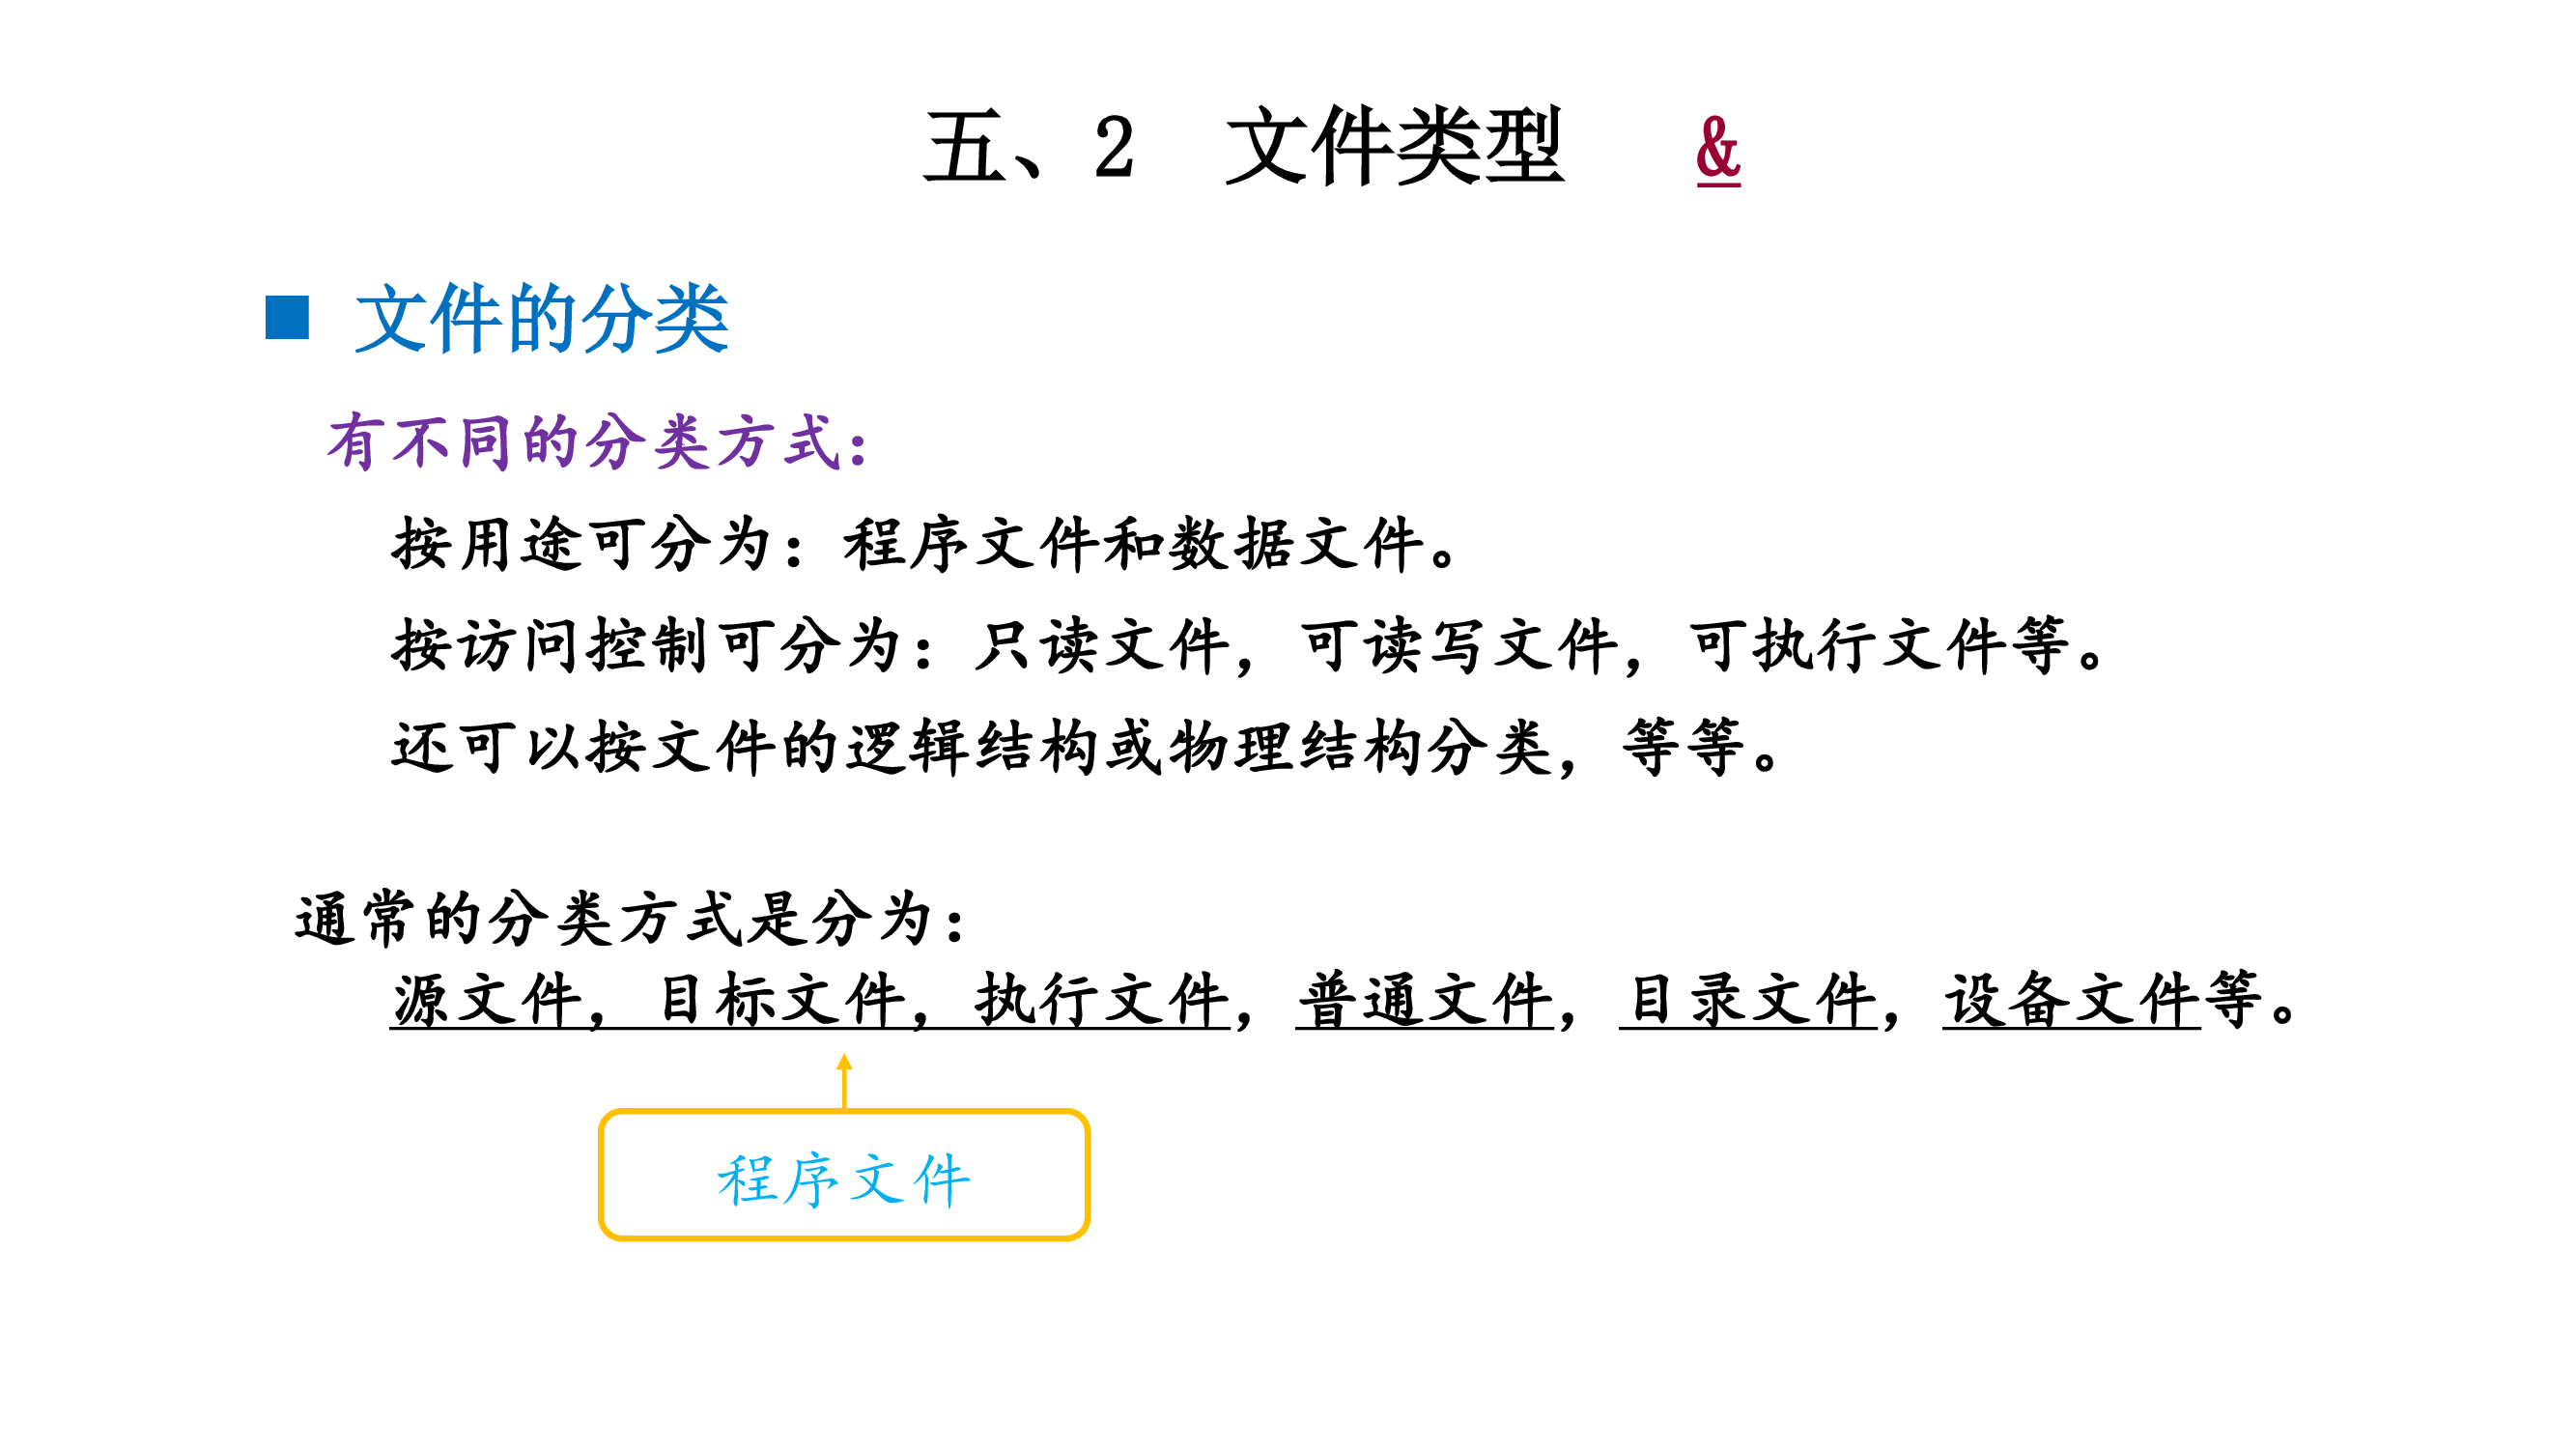 五、2 文件类型 &
文件的分类
有不同的分类方式：
按用途可分为：程序文件和数据文件。
按访问控制可分为：只读文件，可读写文件，可执行文件等。
还可以按文件的逻辑结构或物理结构分类，等等。
通常的分类方式是分为：
源文件，目标文件，执行文件，普通文件，目录文件，设备文件等。
程序文件